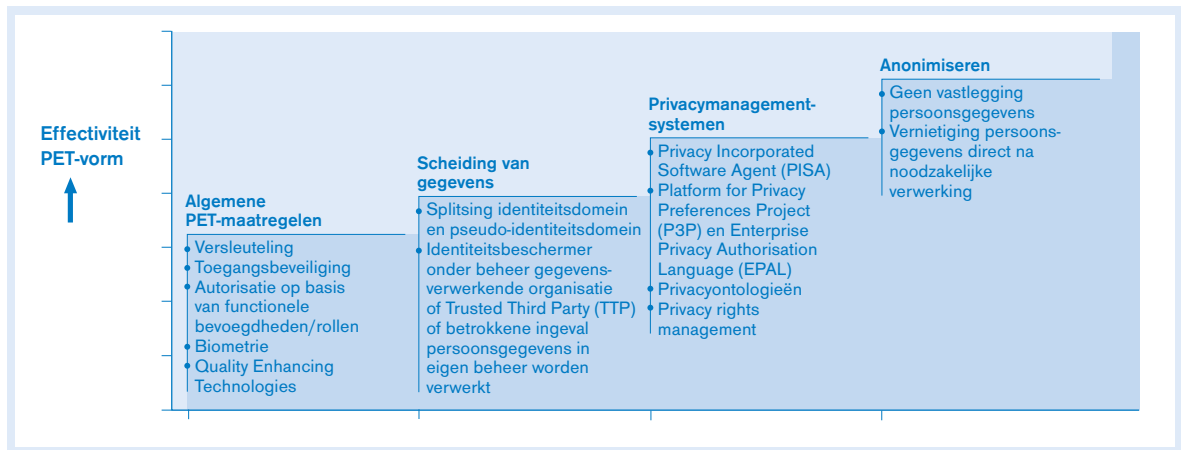 Effectiviteit
PET-vorm
Algemene
PET-maatregelen
Versleuteling
Toegangsbeveiliging
Autorisatie op basis
van functionele
bevoegdheden/rollen
Biometrie
Quality Enhancing
Technologies
Scheiding van
gegevens
Splitsing identiteitsdomein
en pseudo-identiteitsdomein
Identiteitsbeschermer
onder beheer gegevens-
verwerkende organisatie
of Trusted Third Party (TTP)
of betrokkene ingeval
persoonsgegevens in
eigen beheer worden
verwerkt
Privacymanagement-
systemen
Privacy Incorporated
Software Agent (PISA)
Platform for Privacy
Preferences Project
(P3P) en Enterprise
Privacy Authorisation
Language (EPAL)
Privacyontologieën
Privacy rights
management
Anonimiseren
Geen vastlegging
persoonsgegevens
Vernietiging persoons-
gegevens direct na
noodzakelijke
verwerking